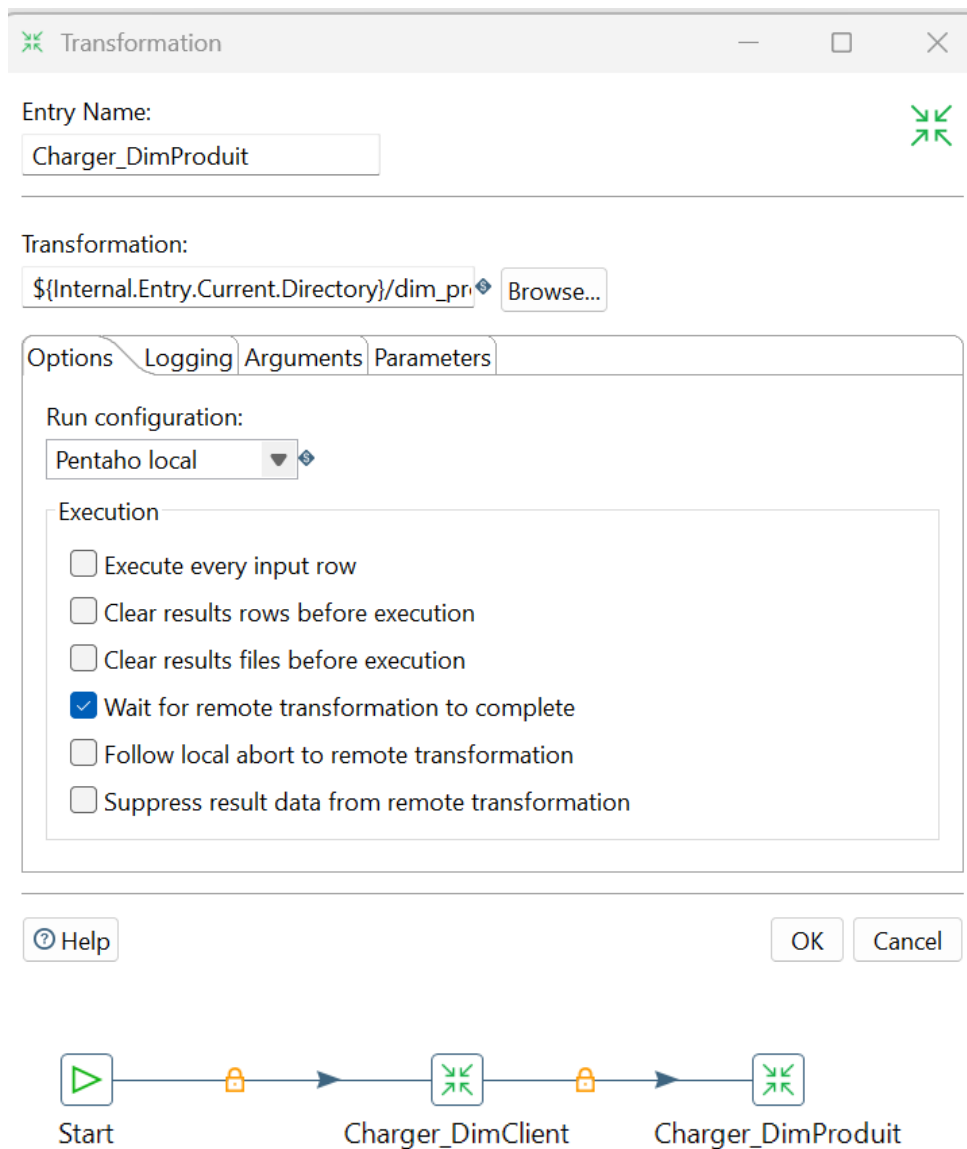 Transformation
Entry Name:
Charger_DimProduit
Transformation:
${Internal.Entry.Current.Directory}/dim_pr
Browse...
Options Logging Arguments Parameters
Run configuration:
Pentaho local
Execution
Execute every input row
Clear results rows before execution
Clear results files before execution
Wait for remote transformation to complete
Follow local abort to remote transformation
Suppress result data from remote transformation
Help OK Cancel
Start Charger_DimClient Charger_DimProduit